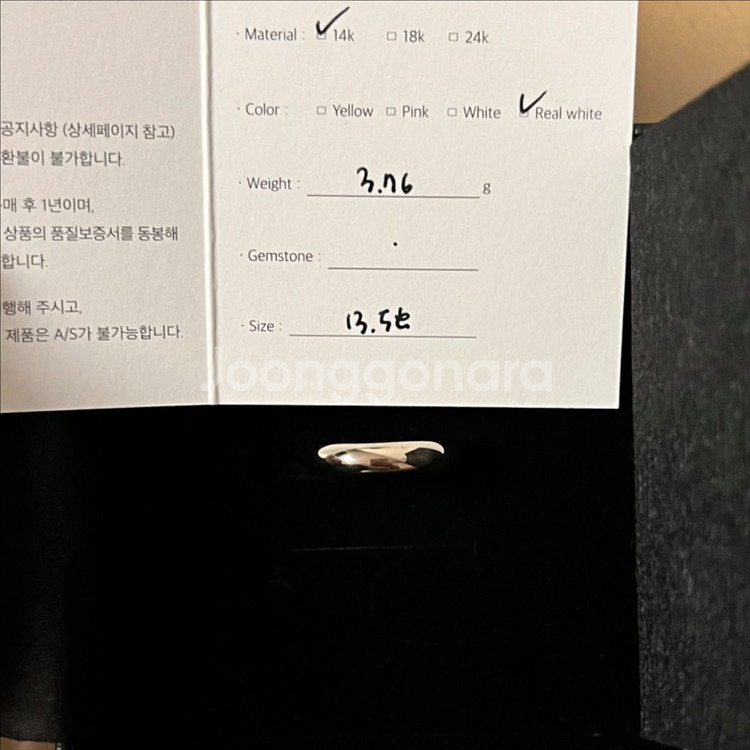 · Material : ☑ 14k ☐ 18k ☐ 24k
· Color : ☐ Yellow ☐ Pink ☐ White ☑ Real white
· Weight : 3.76 g
· Gemstone : .
· Size : 13.5호
공지사항 (상세페이지 참고)
환불이 불가합니다.
매 후 1년이며,
상품의 품질보증서를 동봉해
합니다.
행해 주시고,
제품은 A/S가 불가능합니다.
Joonggonara